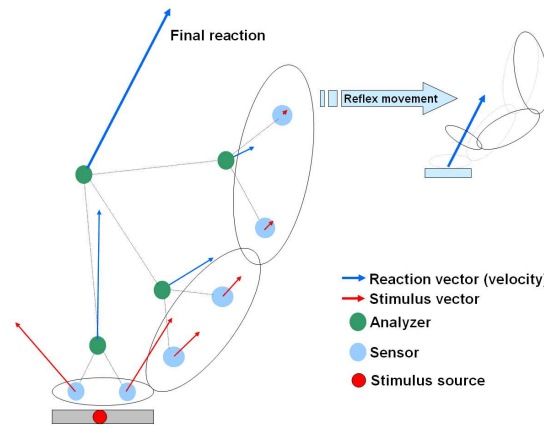 Final reaction
Reflex movement
Reaction vector (velocity)
Stimulus vector
Analyzer
Sensor
Stimulus source